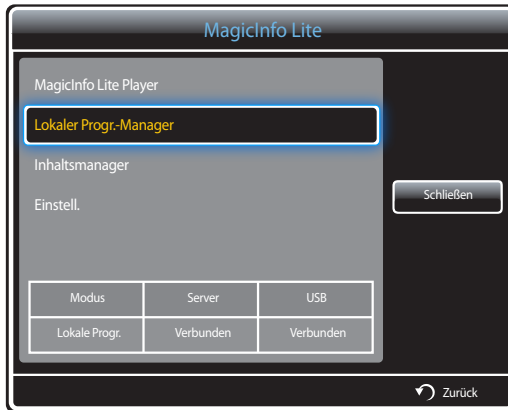 MagicInfo Lite
MagicInfo Lite Player
Lokaler Progr.-Manager
Inhaltsmanager
Einstell.
Schließen
Modus Server USB
Lokale Progr. Verbunden Verbunden
Zurück